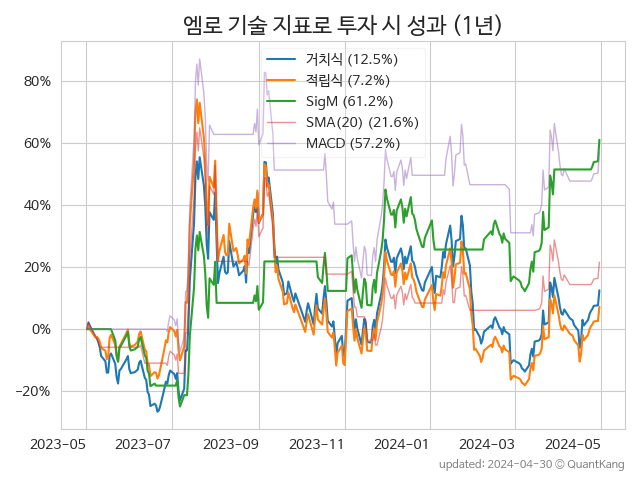 엠로 기술 지표로 투자 시 성과 (1년)
거치식 (12.5%)
적립식 (7.2%)
SigM (61.2%)
SMA(20) (21.6%)
MACD (57.2%)
80%
60%
40%
20%
0%
−20%
2023-05 2023-07 2023-09 2023-11 2024-01 2024-03 2024-05
updated: 2024-04-30 © QuantKang